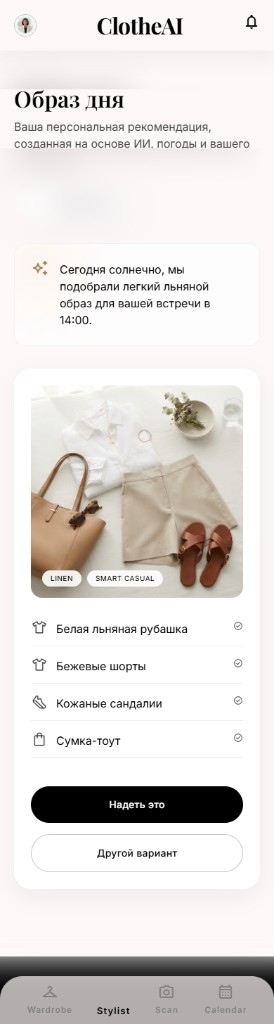 ClotheAI
Образ дня
Ваша персональная рекомендация,
созданная на основе ИИ, погоды и вашего
Сегодня солнечно, мы
подобрали легкий льняной
образ для вашей встречи в
14:00.
LINEN
SMART CASUAL
Белая льняная рубашка
Бежевые шорты
Кожаные сандалии
Сумка-тоут
Надеть это
Другой вариант
Wardrobe
Stylist
Scan
Calendar